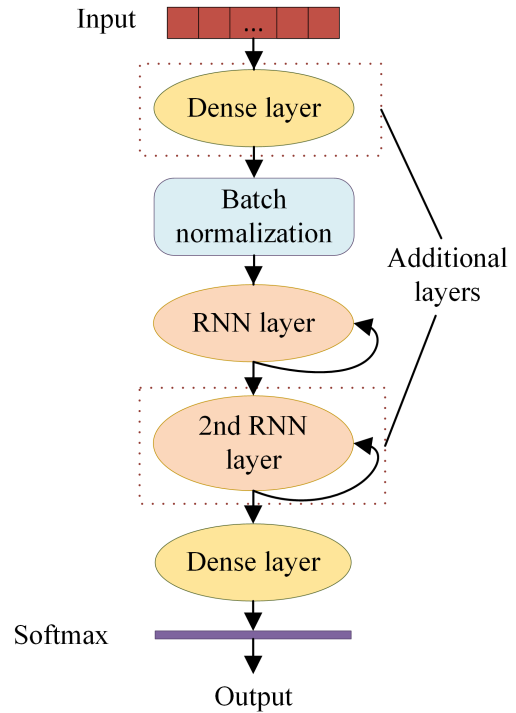 Input
...
Dense layer
Batch
normalization
Additional
layers
RNN layer
2nd RNN
layer
Dense layer
Softmax
Output